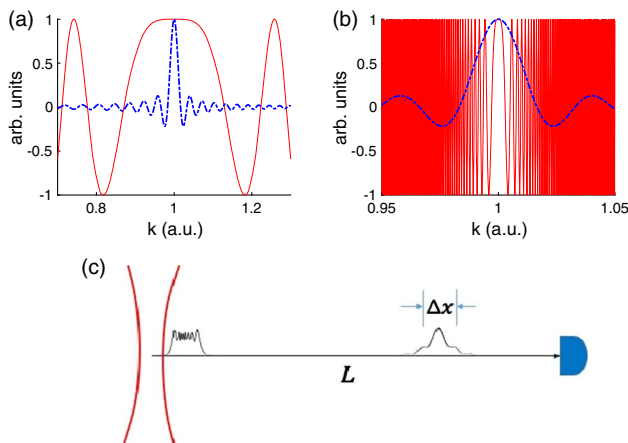 (a)
arb. units
1
0.5
0
-0.5
-1
0.8
1
1.2
k (a.u.)
(b)
arb. units
1
0.5
0
-0.5
-1
0.95
1
1.05
k (a.u.)
(c)
Δx
L